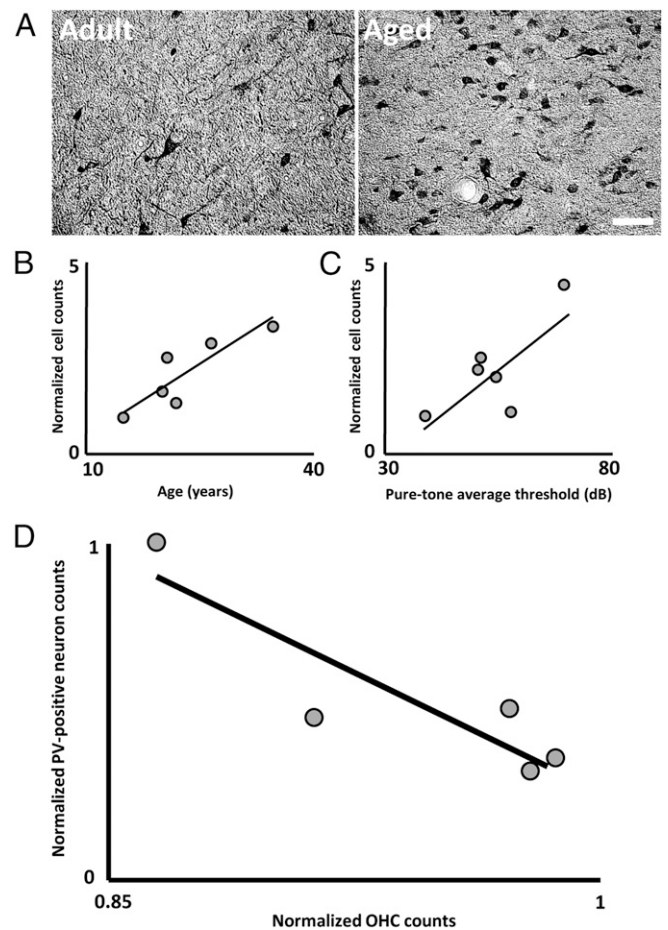 A
Adult
Aged
B
C
5
Normalized cell counts
0
10
40
Age (years)
5
Normalized cell counts
0
30
80
Pure-tone average threshold (dB)
D
1
Normalized PV-positive neuron counts
0
0.85
1
Normalized OHC counts